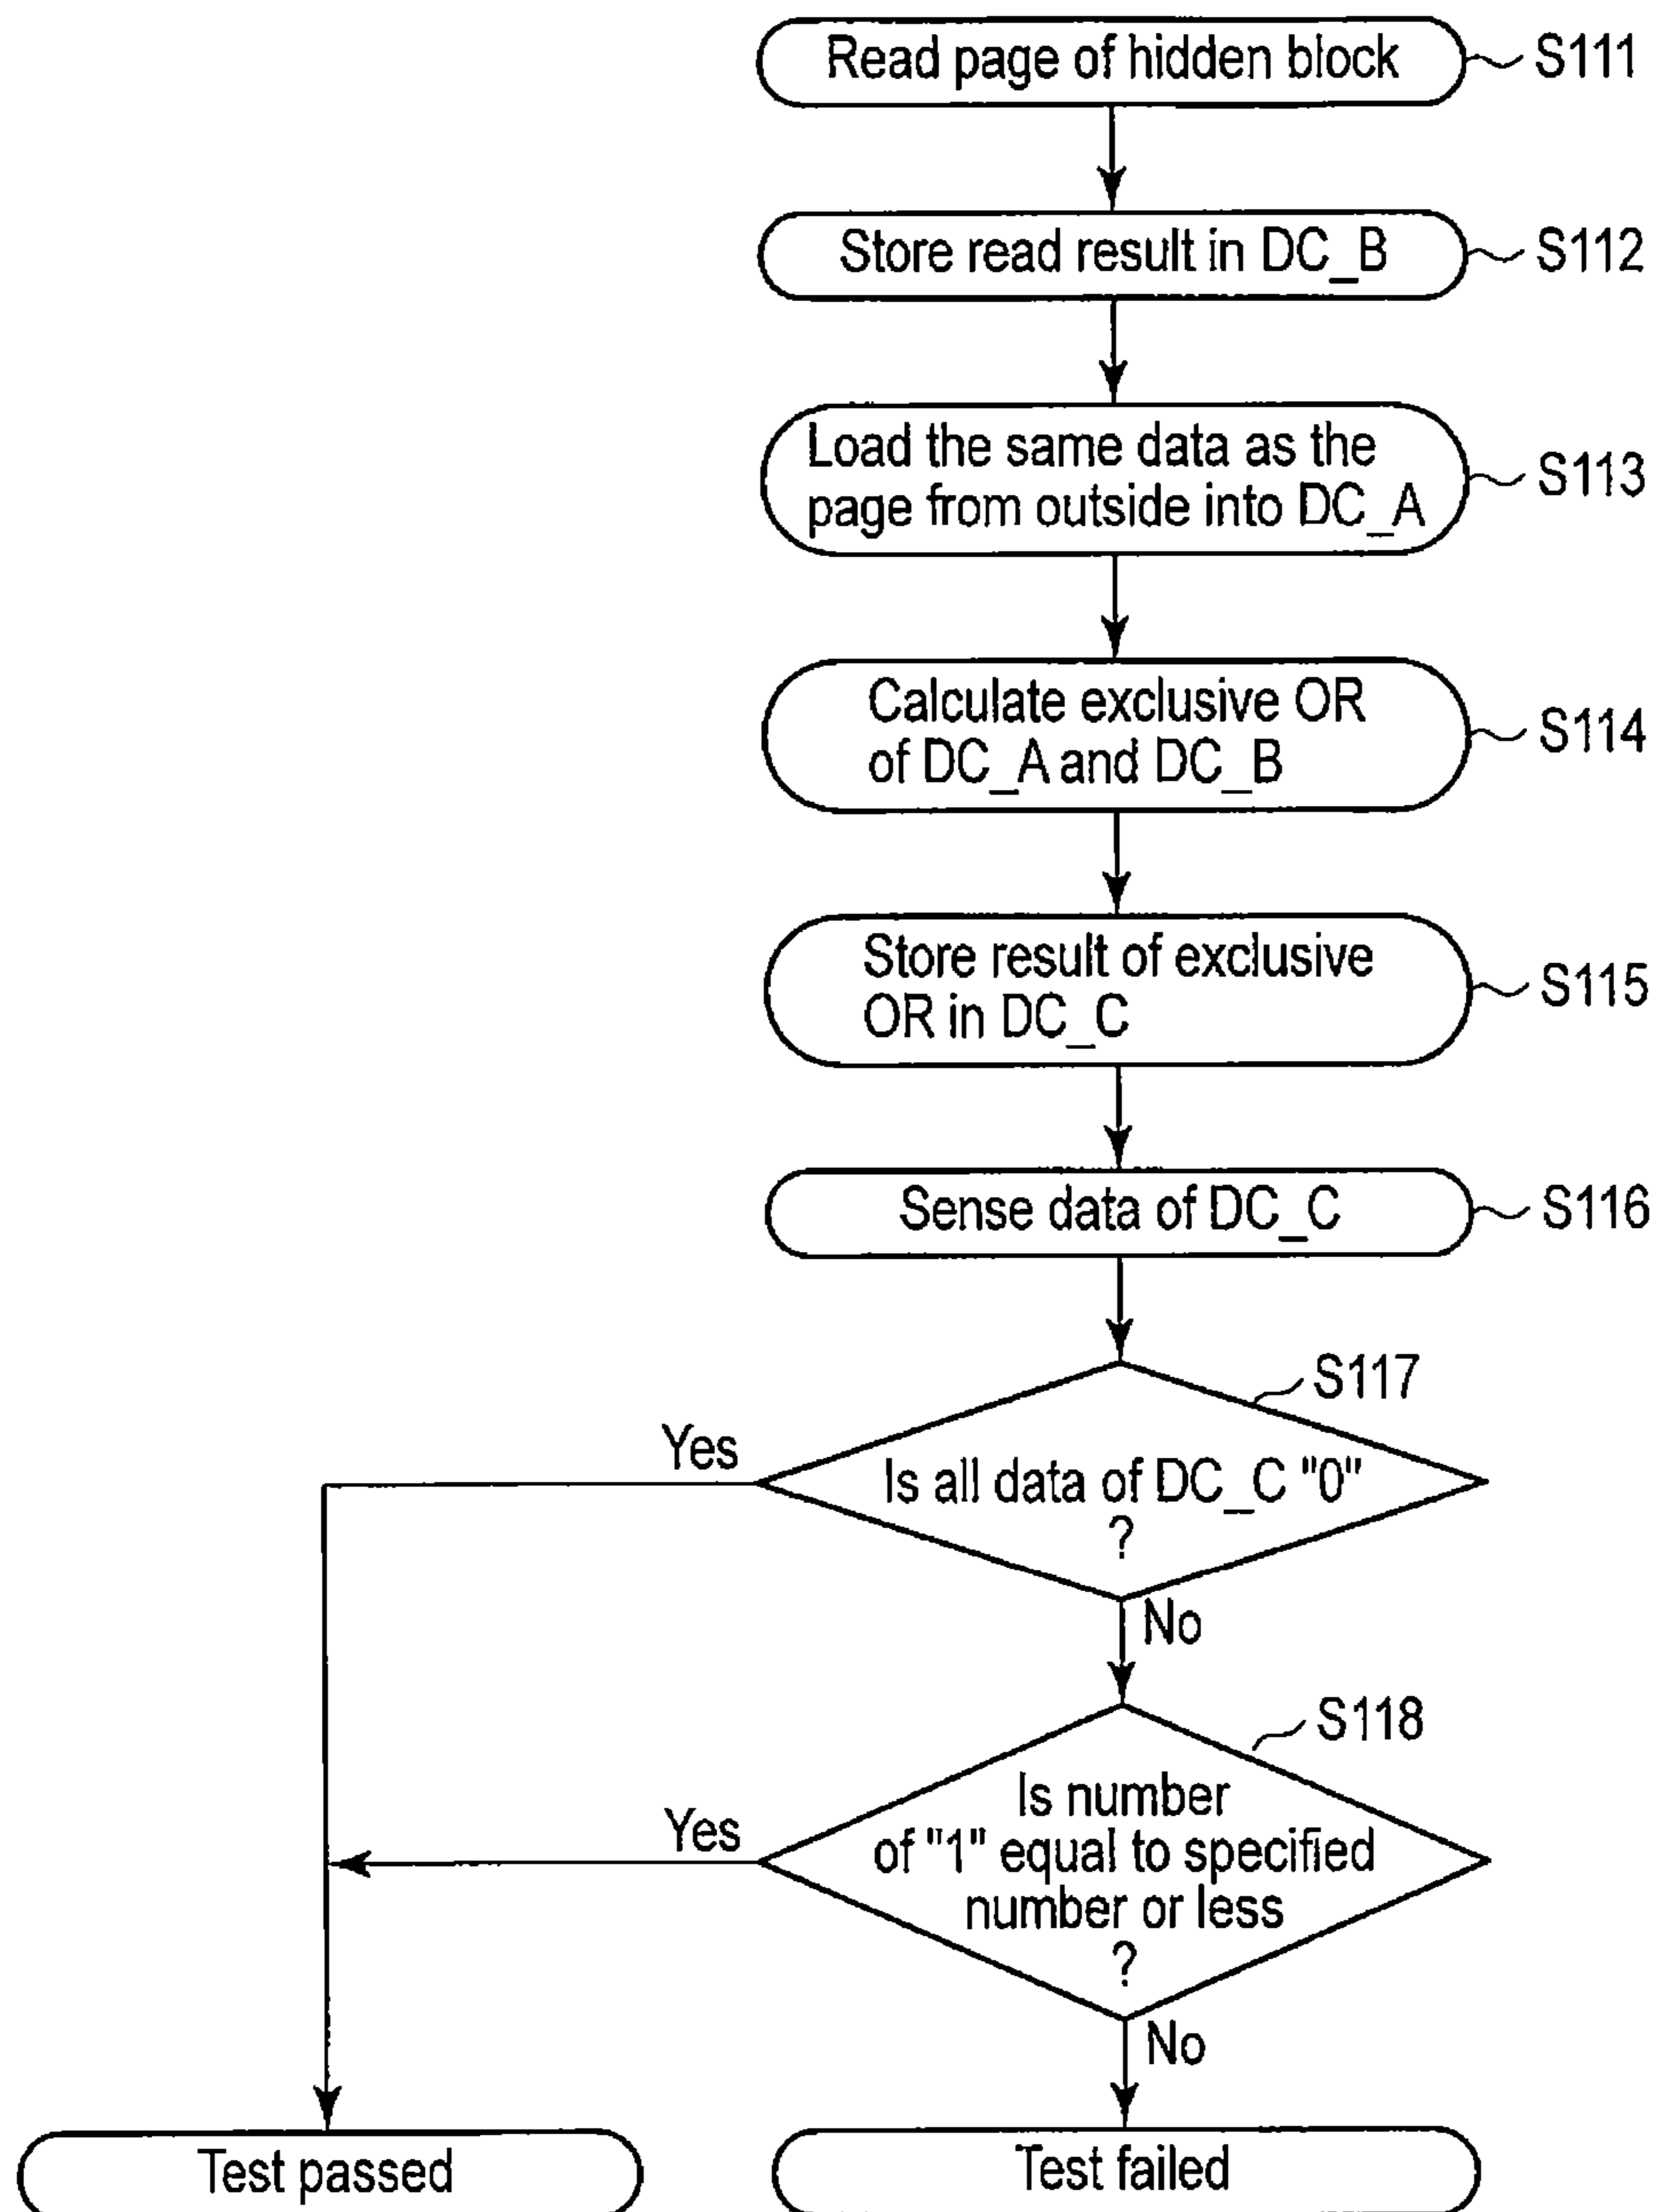 Read page of hidden block
S111
Store read result in DC_B
S112
Load the same data as the
page from outside into DC_A
S113
Calculate exclusive OR
of DC_A and DC_B
S114
Store result of exclusive
OR in DC_C
S115
Sense data of DC_C
S116
S117
Yes
Is all data of DC_C "0"
?
No
S118
Is number
Yes
of "1" equal to specified
number or less
?
No
Test passed
Test failed